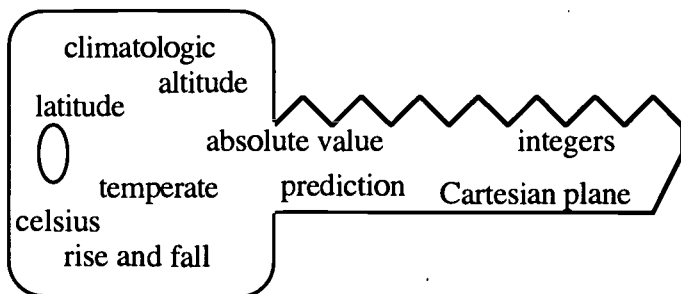 climatologic
altitude
latitude
absolute value
integers
temperate
prediction
Cartesian plane
celsius
rise and fall